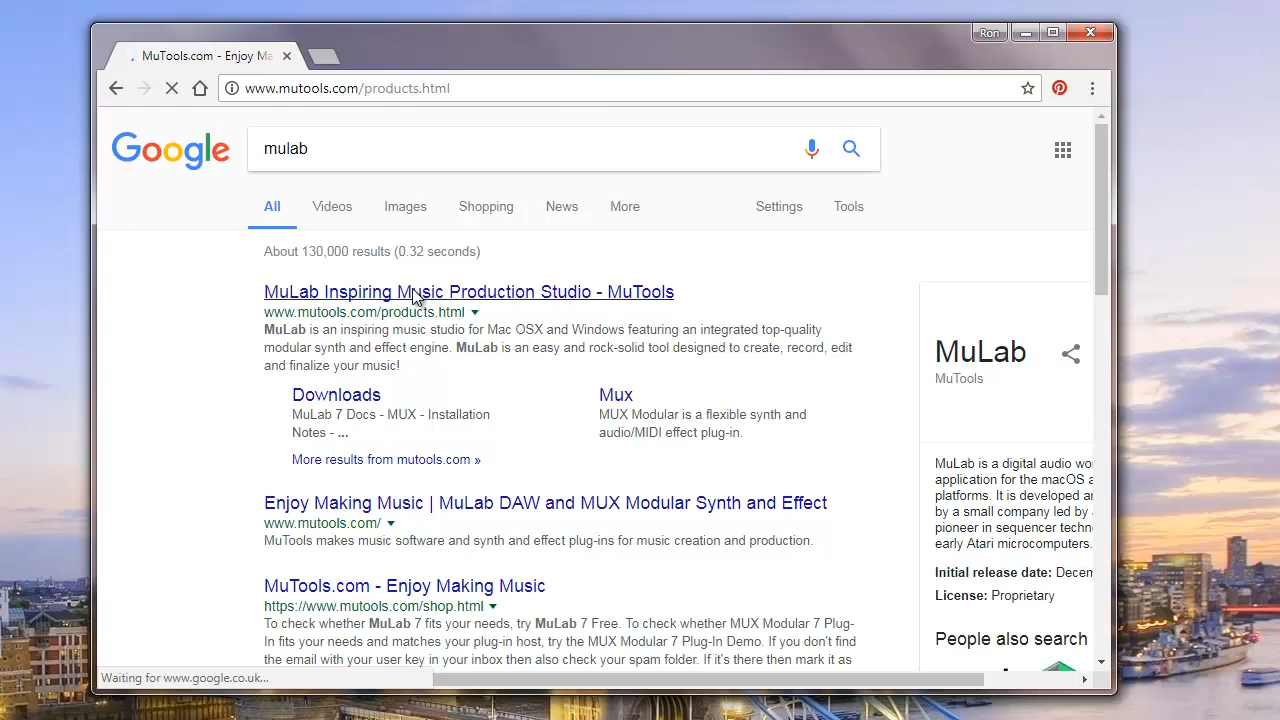 Ron
MuTools.com - Enjoy Ma
www.mutools.com/products.html
Google
mulab
All Videos Images Shopping News More Settings Tools
About 130,000 results (0.32 seconds)
MuLab Inspiring Music Production Studio - MuTools
www.mutools.com/products.html
MuLab is an inspiring music studio for Mac OSX and Windows featuring an integrated top-quality
modular synth and effect engine. MuLab is an easy and rock-solid tool designed to create, record, edit
and finalize your music!
Downloads
MuLab 7 Docs - MUX - Installation
Notes - ...
Mux
MUX Modular is a flexible synth and
audio/MIDI effect plug-in.
More results from mutools.com »
Enjoy Making Music | MuLab DAW and MUX Modular Synth and Effect
www.mutools.com/
MuTools makes music software and synth and effect plug-ins for music creation and production.
MuTools.com - Enjoy Making Music
https://www.mutools.com/shop.html
To check whether MuLab 7 fits your needs, try MuLab 7 Free. To check whether MUX Modular 7 Plug-
In fits your needs and matches your plug-in host, try the MUX Modular 7 Plug-In Demo. If you don't find
the email with your user key in your inbox then also check your spam folder. If it's there then mark it as
MuLab
MuTools
MuLab is a digital audio wo
application for the macOS a
platforms. It is developed an
by a small company led by
pioneer in sequencer techn
early Atari microcomputers.
Initial release date: Decem
License: Proprietary
People also search
Waiting for www.google.co.uk...